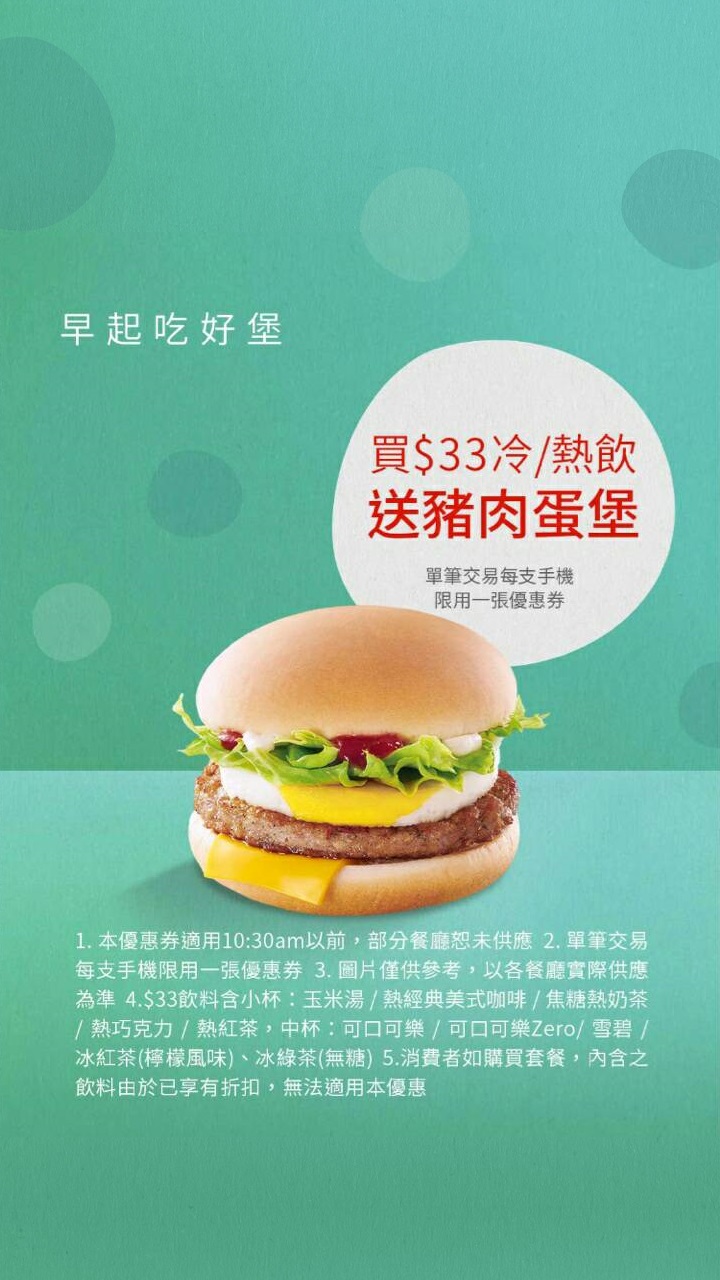 早起吃好堡
買$33冷/熱飲
送豬肉蛋堡
單筆交易每支手機
限用一張優惠券
1. 本優惠券適用10:30am以前，部分餐廳恕未供應 2. 單筆交易
每支手機限用一張優惠券 3. 圖片僅供參考，以各餐廳實際供應
為準 4.$33飲料含小杯：玉米湯 / 熱經典美式咖啡 / 焦糖熱奶茶
/ 熱巧克力 / 熱紅茶，中杯：可口可樂 / 可口可樂Zero/ 雪碧 /
冰紅茶(檸檬風味)、冰綠茶(無糖) 5.消費者如購買套餐，內含之
飲料由於已享有折扣，無法適用本優惠